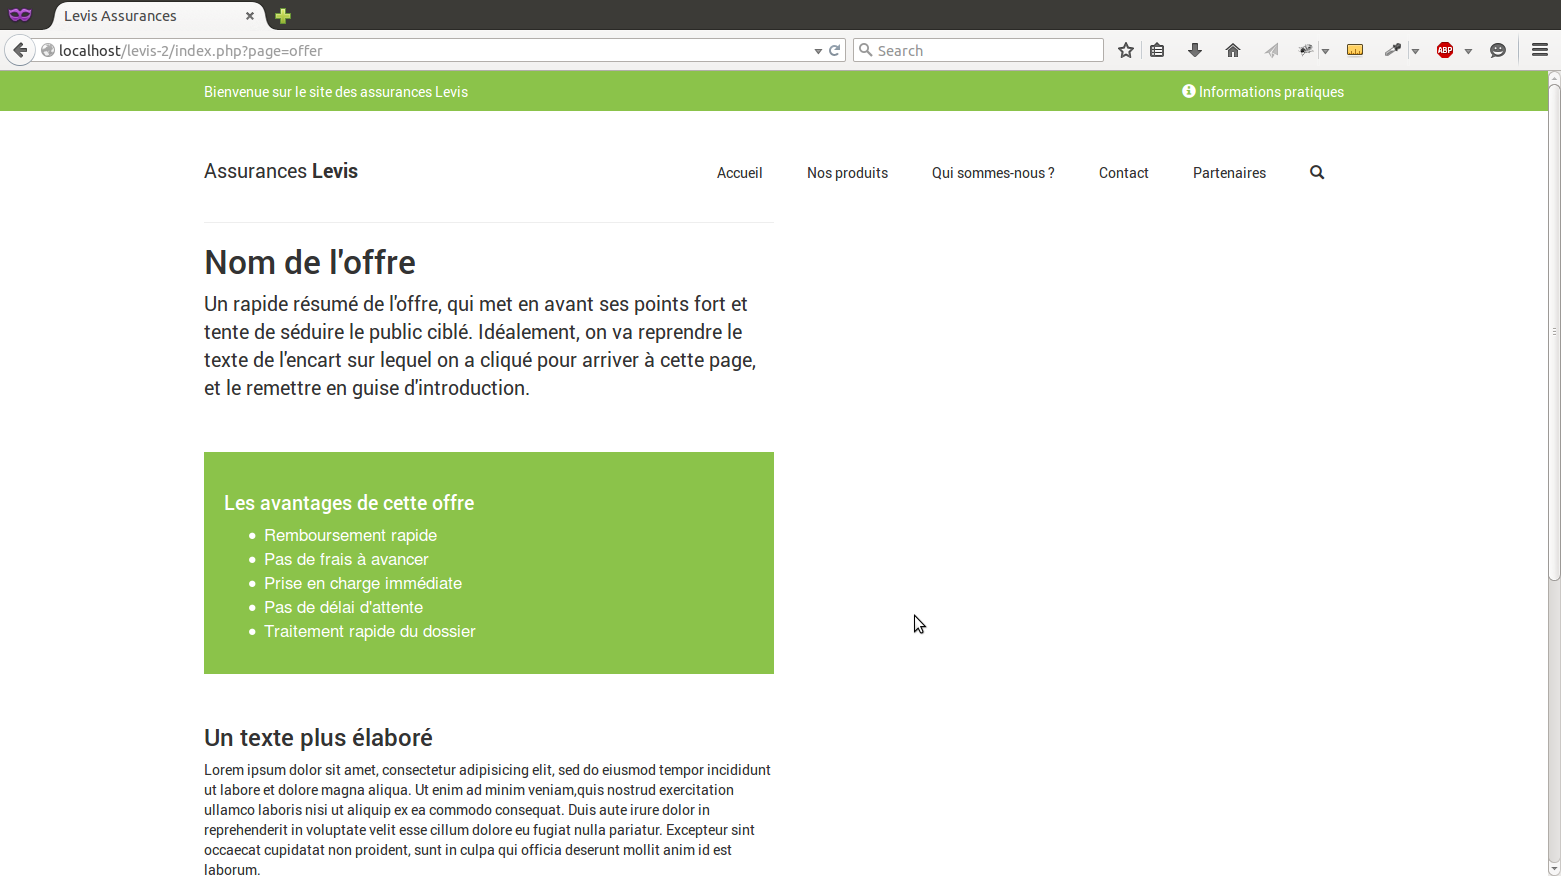 Levis Assurances
localhost/levis-2/index.php?page=offer
Search
ABP
Bienvenue sur le site des assurances Levis
Informations pratiques
Assurances Levis
Accueil
Nos produits
Qui sommes-nous ?
Contact
Partenaires
Nom de l'offre
Un rapide résumé de l'offre, qui met en avant ses points fort et
tente de séduire le public ciblé. Idéalement, on va reprendre le
texte de l'encart sur lequel on a cliqué pour arriver à cette page,
et le remettre en guise d'introduction.
Les avantages de cette offre
• Remboursement rapide
• Pas de frais à avancer
• Prise en charge immédiate
• Pas de délai d'attente
• Traitement rapide du dossier
Un texte plus élaboré
Lorem ipsum dolor sit amet, consectetur adipisicing elit, sed do eiusmod tempor incididunt
ut labore et dolore magna aliqua. Ut enim ad minim veniam,quis nostrud exercitation
ullamco laboris nisi ut aliquip ex ea commodo consequat. Duis aute irure dolor in
reprehenderit in voluptate velit esse cillum dolore eu fugiat nulla pariatur. Excepteur sint
occaecat cupidatat non proident, sunt in culpa qui officia deserunt mollit anim id est
laborum.